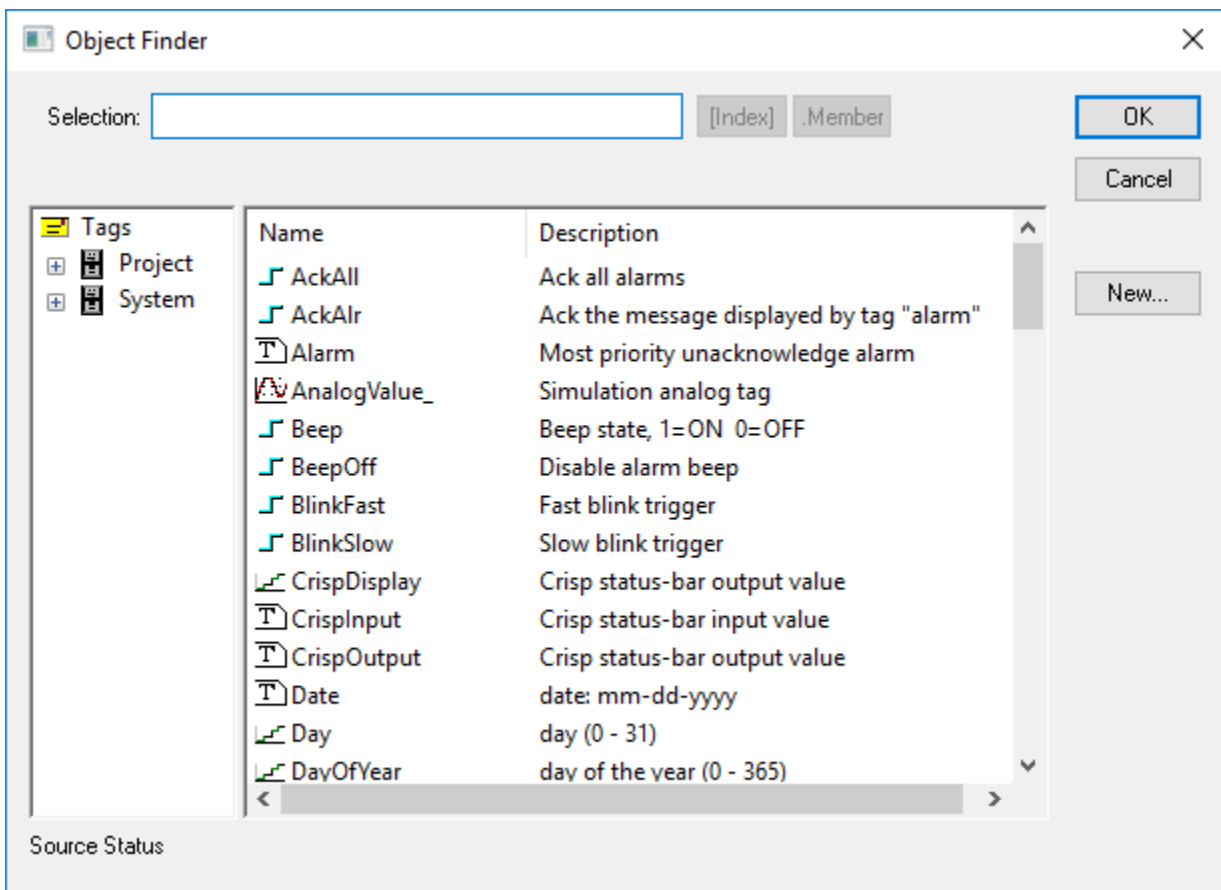 Object Finder
Selection: [Index] .Member OK
Cancel
New...
Tags
Project
System
Name Description
AckAll Ack all alarms
AckAlr Ack the message displayed by tag "alarm"
Alarm Most priority unacknowledge alarm
AnalogValue_ Simulation analog tag
Beep Beep state, 1=ON 0=OFF
BeepOff Disable alarm beep
BlinkFast Fast blink trigger
BlinkSlow Slow blink trigger
CrispDisplay Crisp status-bar output value
CrispInput Crisp status-bar input value
CrispOutput Crisp status-bar output value
Date date: mm-dd-yyyy
Day day (0 - 31)
DayOfYear day of the year (0 - 365)
Source Status